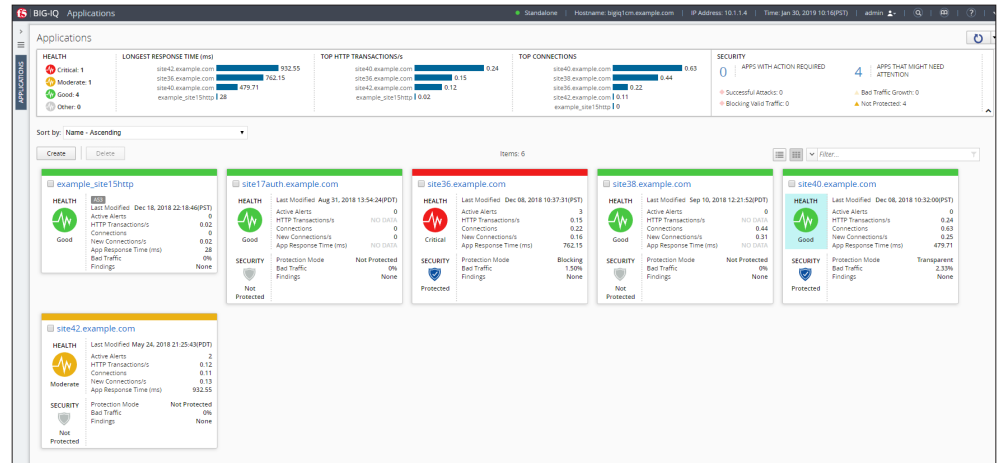 f5 BIG-IQ Applications
Standalone | Hostname: bigiq1cm.example.com | IP Address: 10.1.1.4 | Time: Jan 30, 2019 10:16(PST) | admin
APPLICATIONS
Applications
HEALTH
Critical: 1
Moderate: 1
Good: 4
Other: 0
LONGEST RESPONSE TIME (ms)
site42.example.com 932.55
site36.example.com 762.15
site40.example.com 479.71
example_site15http 28
TOP HTTP TRANSACTIONS/s
site40.example.com 0.24
site36.example.com 0.15
site42.example.com 0.12
example_site15http 0.02
TOP CONNECTIONS
site40.example.com 0.63
site38.example.com 0.44
site36.example.com 0.22
site42.example.com 0.11
example_site15http 0
SECURITY
0 APPS WITH ACTION REQUIRED
Successful Attacks: 0
Blocking Valid Traffic: 0
4 APPS THAT MIGHT NEED ATTENTION
Bad Traffic Growth: 0
Not Protected: 4
Sort by: Name - Ascending
Create Delete
Items: 6
Filter...
example_site15http
HEALTH
Good
AS3
Last Modified Dec 18, 2018 22:18:46(PST)
Active Alerts 0
HTTP Transactions/s 0.02
Connections 0
New Connections/s 0.02
App Response Time (ms) 28
Bad Traffic 0%
Findings None
SECURITY
Not Protected
site17auth.example.com
HEALTH
Good
Last Modified Aug 31, 2018 13:54:24(PDT)
Active Alerts 0
HTTP Transactions/s NO DATA
Connections 0
New Connections/s 0
App Response Time (ms) NO DATA
SECURITY
Not Protected
Protection Mode Not Protected
Bad Traffic 0%
Findings None
site36.example.com
HEALTH
Critical
Last Modified Dec 08, 2018 10:37:31(PST)
Active Alerts 3
HTTP Transactions/s 0.15
Connections 0.22
New Connections/s 0.16
App Response Time (ms) 762.15
SECURITY
Protected
Protection Mode Blocking
Bad Traffic 1.50%
Findings None
site38.example.com
HEALTH
Good
Last Modified Sep 10, 2018 12:21:52(PDT)
Active Alerts 0
HTTP Transactions/s NO DATA
Connections 0.44
New Connections/s 0.31
App Response Time (ms) NO DATA
SECURITY
Not Protected
Protection Mode Not Protected
Bad Traffic 0%
Findings None
site40.example.com
HEALTH
Good
Last Modified Dec 08, 2018 10:32:00(PST)
Active Alerts 0
HTTP Transactions/s 0.24
Connections 0.63
New Connections/s 0.25
App Response Time (ms) 479.71
SECURITY
Protected
Protection Mode Transparent
Bad Traffic 2.33%
Findings None
site42.example.com
HEALTH
Moderate
Last Modified May 24, 2018 21:25:43(PDT)
Active Alerts 2
HTTP Transactions/s 0.12
Connections 0.11
New Connections/s 0.13
App Response Time (ms) 932.55
SECURITY
Not Protected
Protection Mode Not Protected
Bad Traffic 0%
Findings None